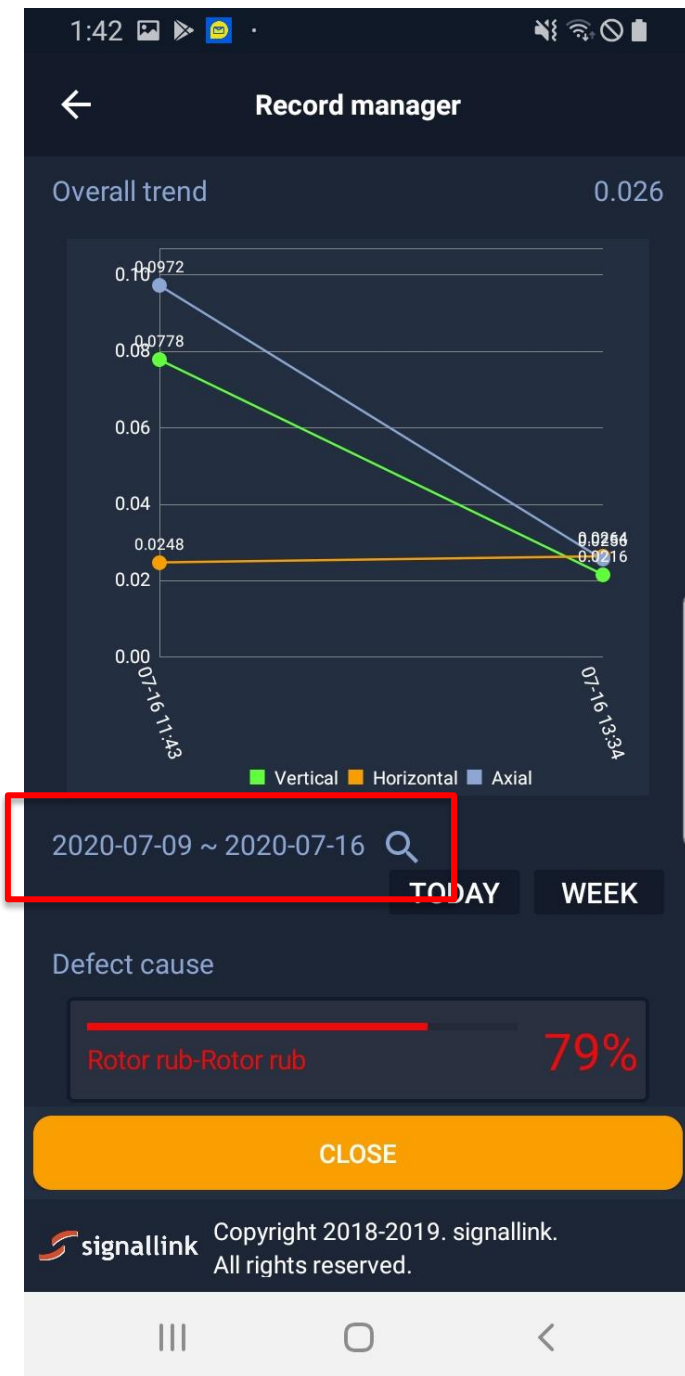 1:42
Record manager
Overall trend 0.026
0.10
0.0972
0.08
0.0778
0.06
0.04
0.0248
0.0264
0.0216
0.02
0.00
07-16 11:43
07-16 13:34
Vertical Horizontal Axial
2020-07-09 ~ 2020-07-16
TODAY WEEK
Defect cause
Rotor rub-Rotor rub 79%
CLOSE
signallink
Copyright 2018-2019. signallink.
All rights reserved.